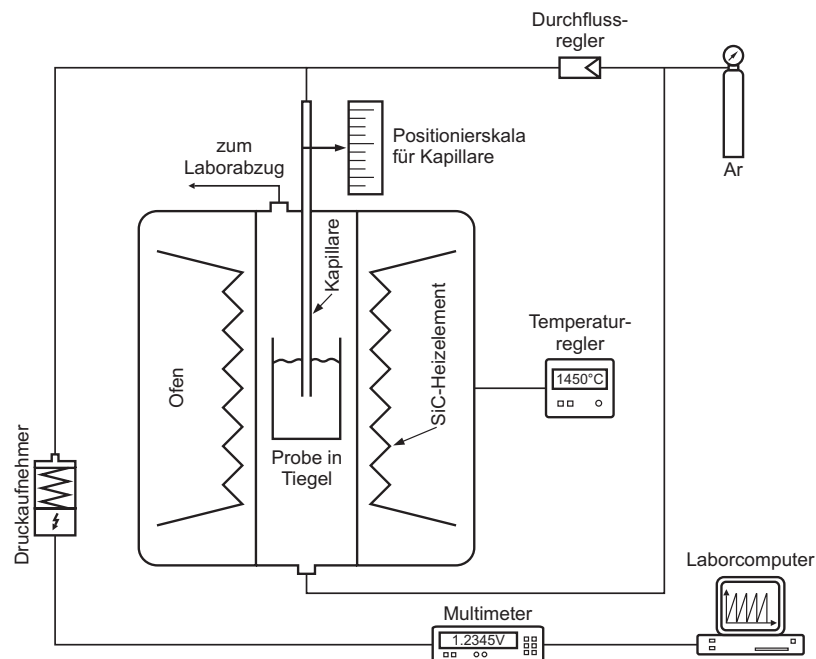 Durchfluss-
regler
Positionierskala
für Kapillare
Ar
zum
Laborabzug
Kapillare
Ofen
SiC-Heizelement
Temperatur-
regler
1450°C
Probe in
Tiegel
Druckaufnehmer
Laborcomputer
Multimeter
1.2345V